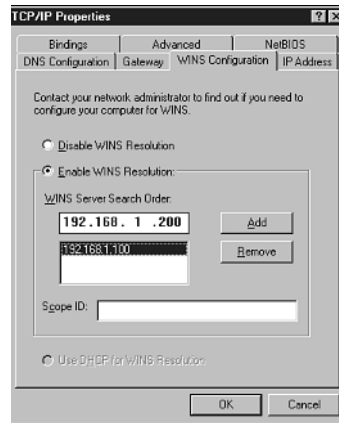 TCP/IP Properties
Bindings Advanced NetBIOS
DNS Configuration Gateway WINS Configuration IP Address
Contact your network administrator to find out if you need to
configure your computer for WINS.
Disable WINS Resolution
Enable WINS Resolution:
WINS Server Search Order:
192.168. 1 .200 Add
192.168.1.100 Remove
Scope ID:
Use DHCP for WINS Resolution
OK Cancel